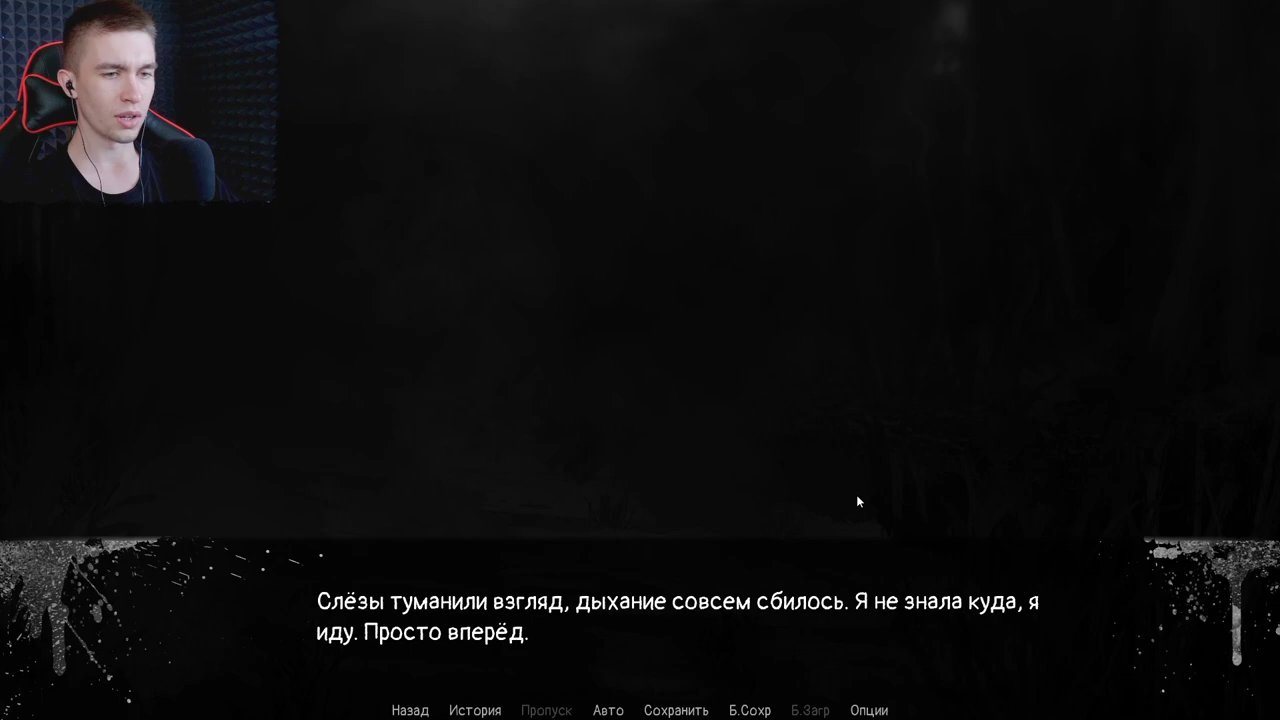 Слёзы туманили взгляд, дыхание совсем сбилось. Я не знала куда, я
иду. Просто вперёд.
Назад История Пропуск Авто Сохранить Б.Сохр Б.Загр Опции